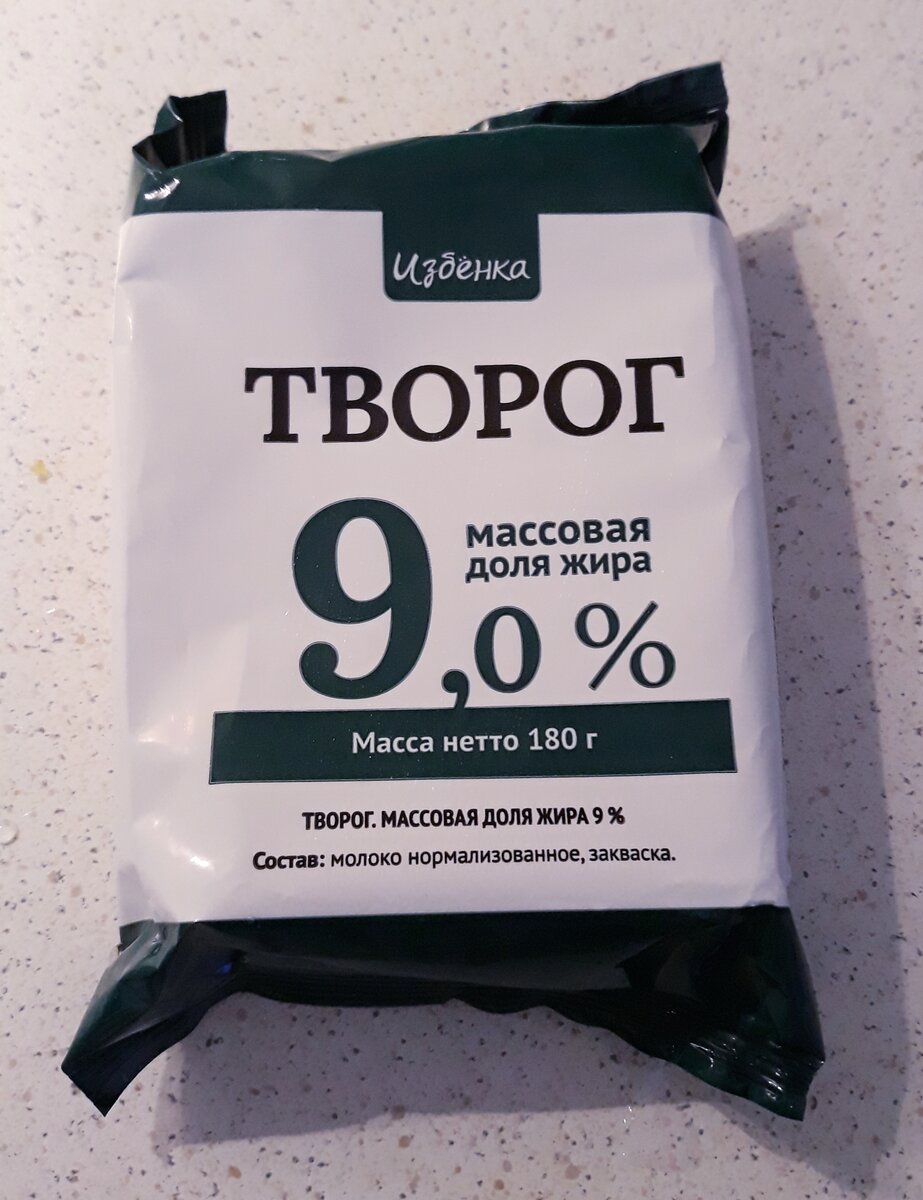 Избёнка
ТВОРОГ
массовая
доля жира
9,0 %
Масса нетто 180 г
ТВОРОГ. МАССОВАЯ ДОЛЯ ЖИРА 9 %
Состав: молоко нормализованное, закваска.